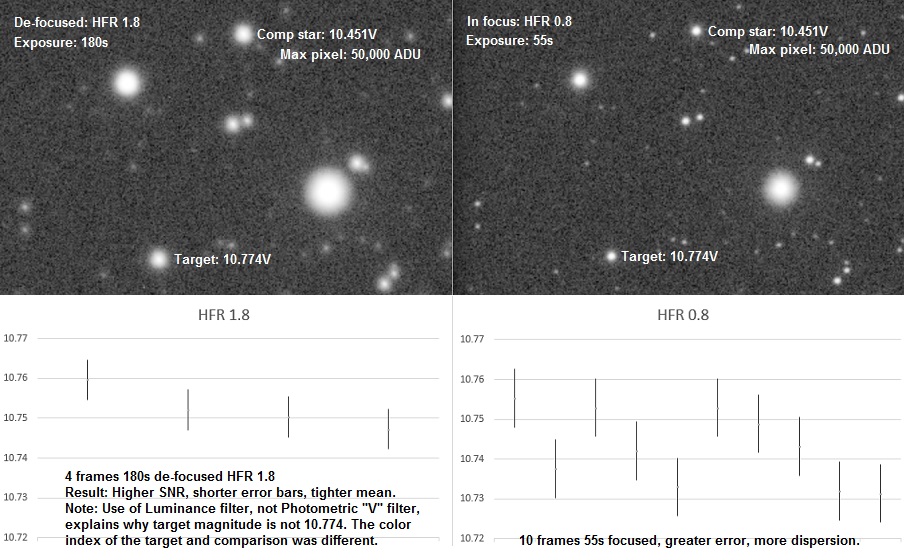 De-focused: HFR 1.8
Exposure: 180s
Comp star: 10.451V
Max pixel: 50,000 ADU
Target: 10.774V
In focus: HFR 0.8
Exposure: 55s
Comp star: 10.451V
Max pixel: 50,000 ADU
Target: 10.774V
HFR 1.8
10.77
10.76
10.75
10.74
10.73
10.72
4 frames 180s de-focused HFR 1.8
Result: Higher SNR, shorter error bars, tighter mean.
Note: Use of Luminance filter, not Photometric "V" filter,
explains why target magnitude is not 10.774. The color
index of the target and comparison was different.
HFR 0.8
10.77
10.76
10.75
10.74
10.73
10.72
10 frames 55s focused, greater error, more dispersion.